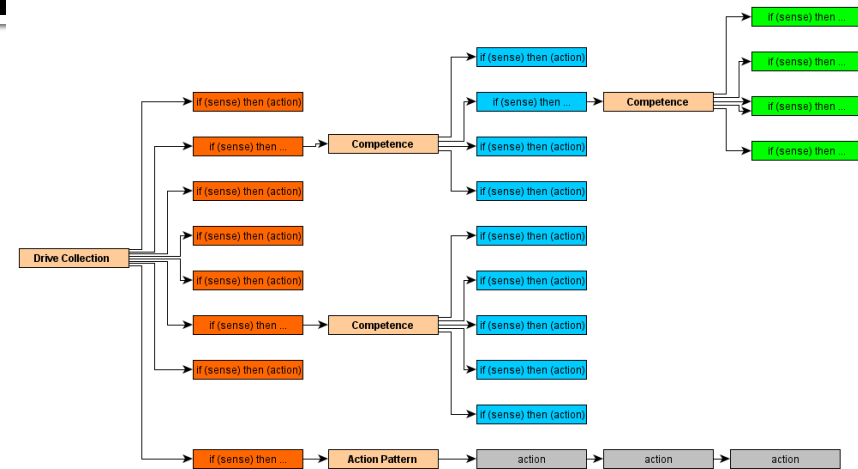 if (sense) then ...
if (sense) then (action)
if (sense) then ...
if (sense) then (action)
if (sense) then ...
Competence
if (sense) then ...
if (sense) then ...
Competence
if (sense) then (action)
if (sense) then ...
if (sense) then (action)
if (sense) then (action)
if (sense) then (action)
if (sense) then (action)
if (sense) then (action)
Drive Collection
if (sense) then (action)
if (sense) then (action)
if (sense) then ...
Competence
if (sense) then (action)
if (sense) then (action)
if (sense) then (action)
if (sense) then (action)
if (sense) then ...
Action Pattern
action
action
action